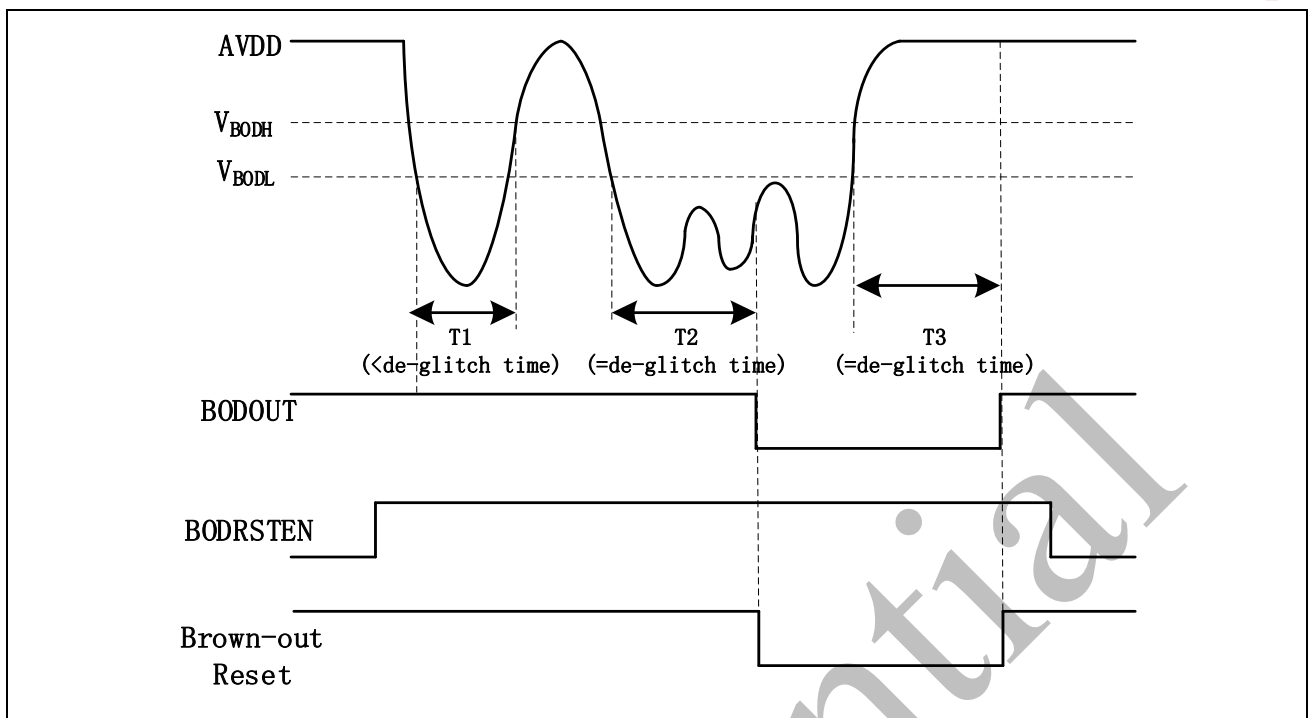 AVDD
VBODH
VBODL
T1
(<de-glitch time)
T2
(=de-glitch time)
T3
(=de-glitch time)
BODOUT
BODRSTEN
Brown-out
Reset
ntial